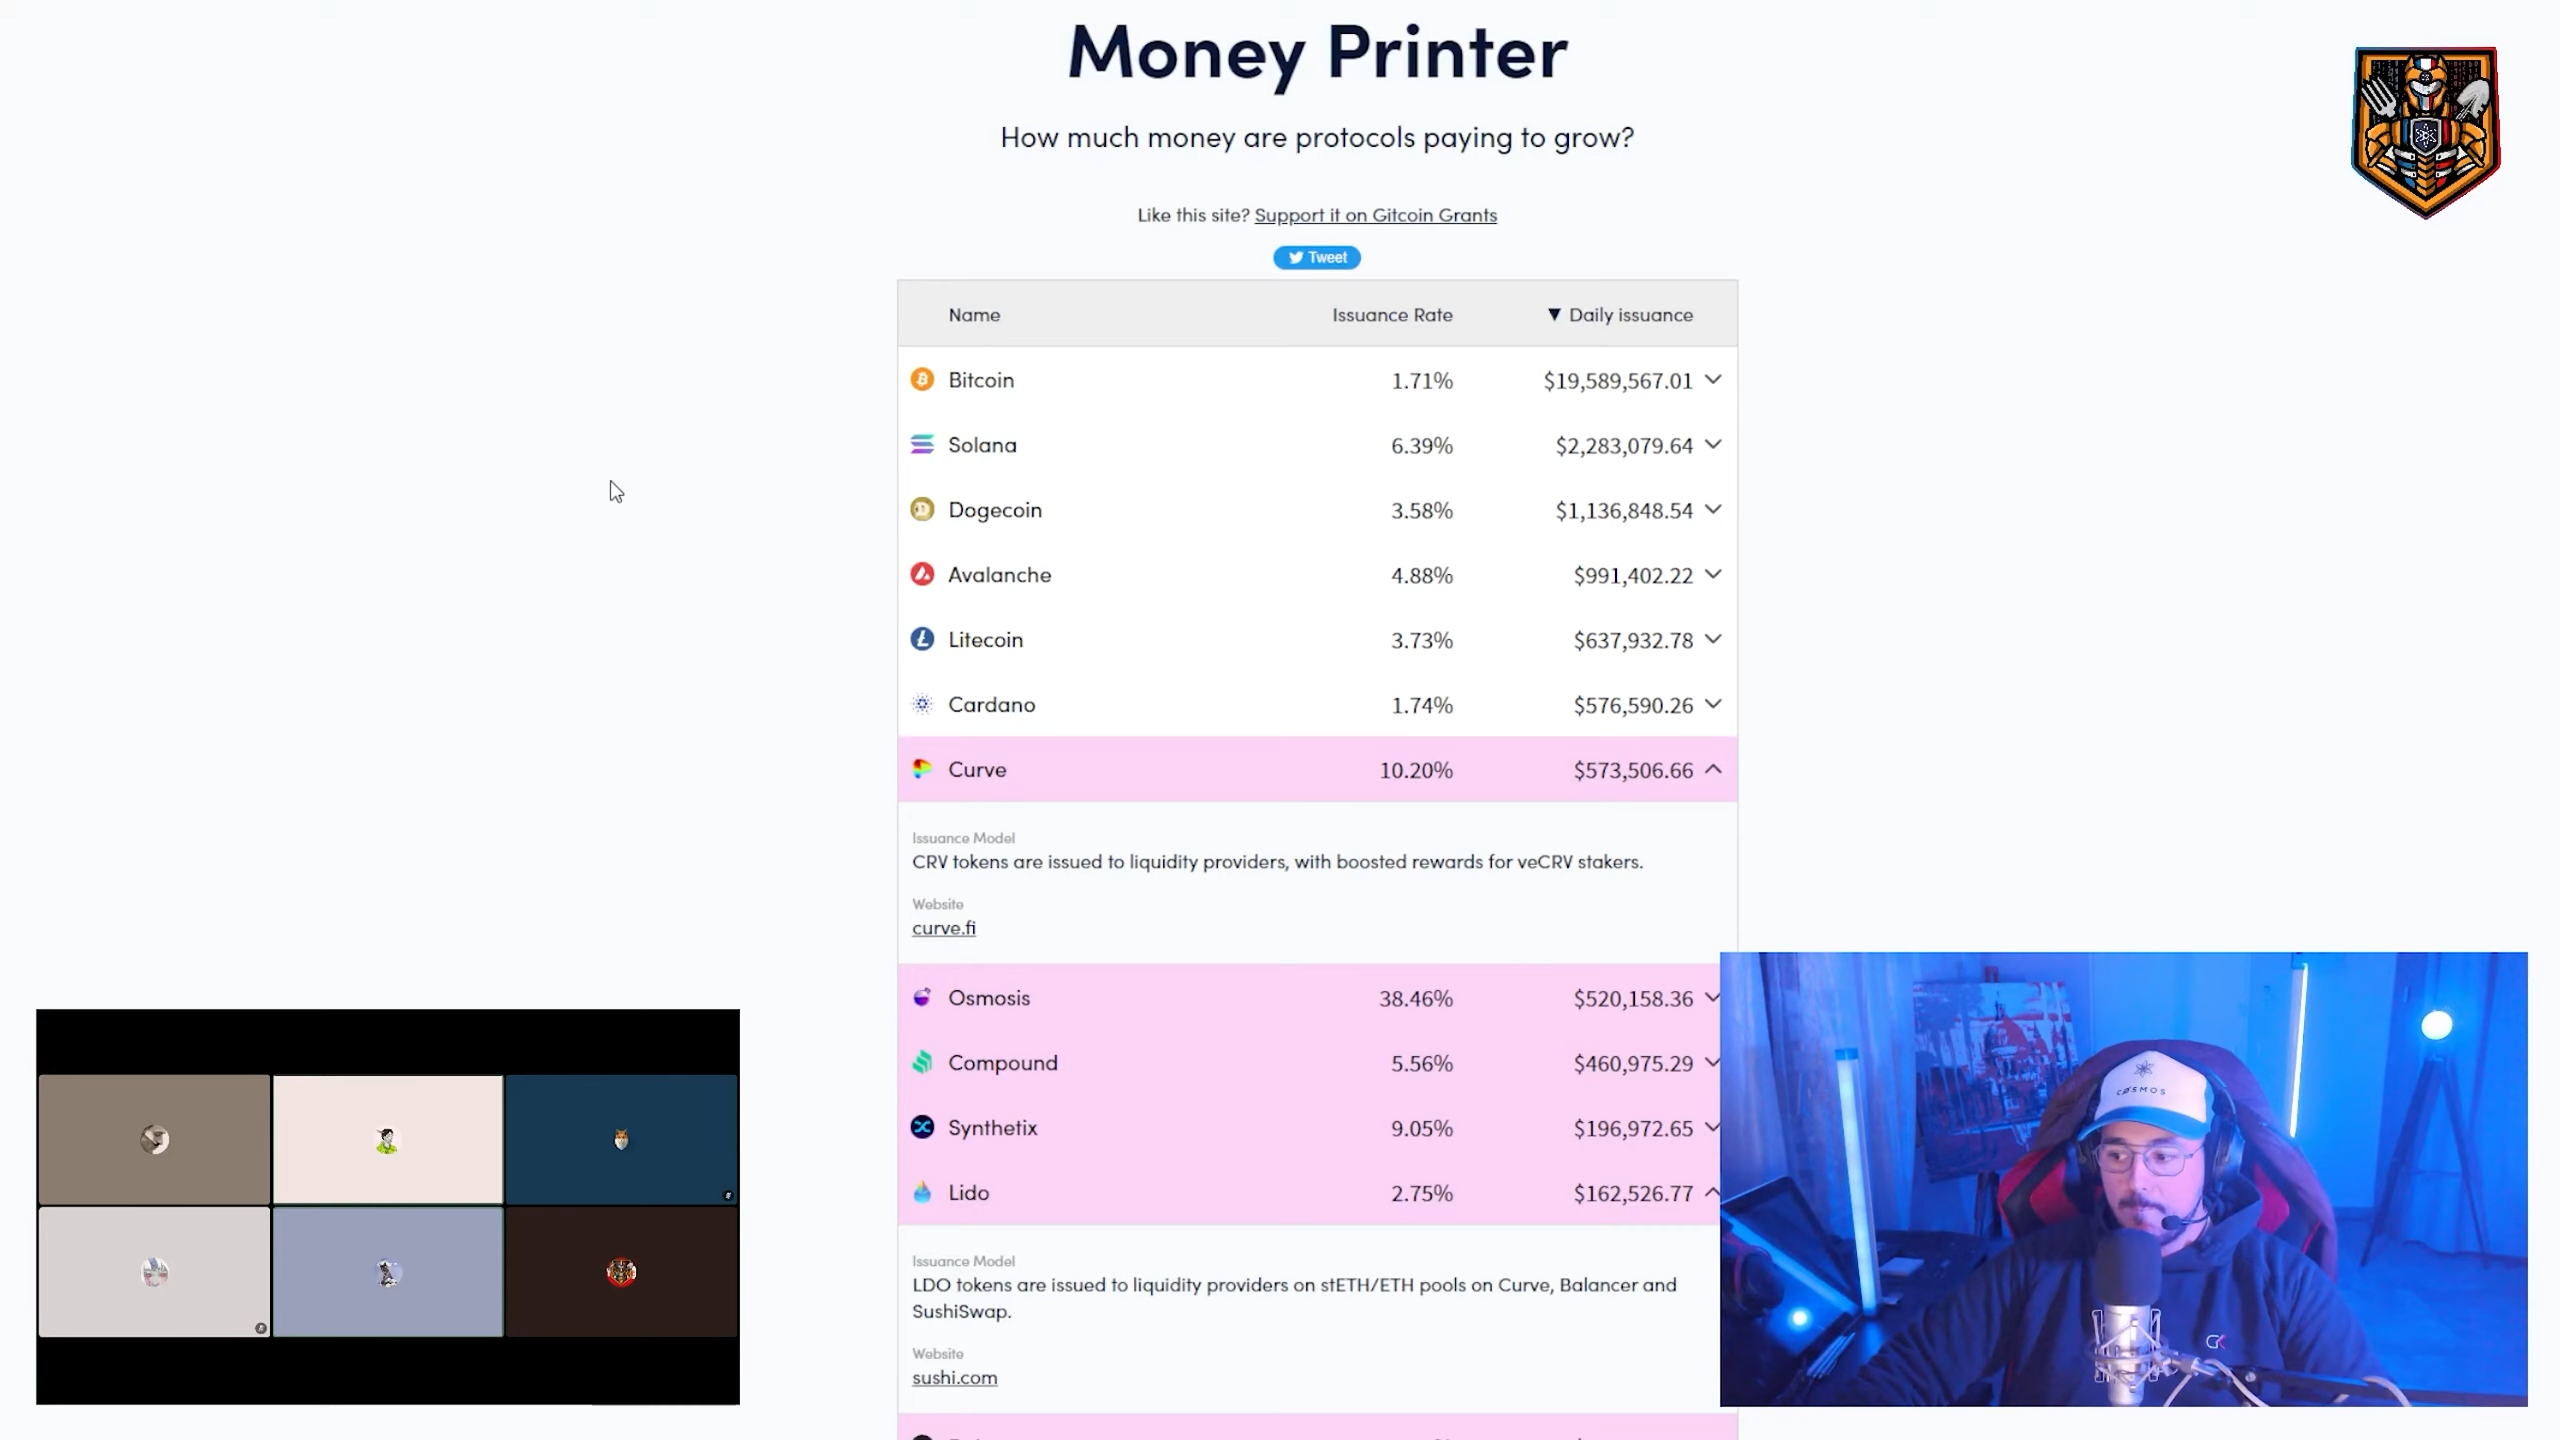 Money Printer
How much money are protocols paying to grow?
Like this site? Support it on Gitcoin Grants
Tweet
Name Issuance Rate ▼ Daily issuance
Bitcoin 1.71% $19,589,567.01
Solana 6.39% $2,283,079.64
Dogecoin 3.58% $1,136,848.54
Avalanche 4.88% $991,402.22
Litecoin 3.73% $637,932.78
Cardano 1.74% $576,590.26
Curve 10.20% $573,506.66
Issuance Model
CRV tokens are issued to liquidity providers, with boosted rewards for veCRV stakers.
Website
curve.fi
Osmosis 38.46% $520,158.36
Compound 5.56% $460,975.29
Synthetix 9.05% $196,972.65
Lido 2.75% $162,526.77
Issuance Model
LDO tokens are issued to liquidity providers on stETH/ETH pools on Curve, Balancer and
SushiSwap.
Website
sushi.com
COSMOS